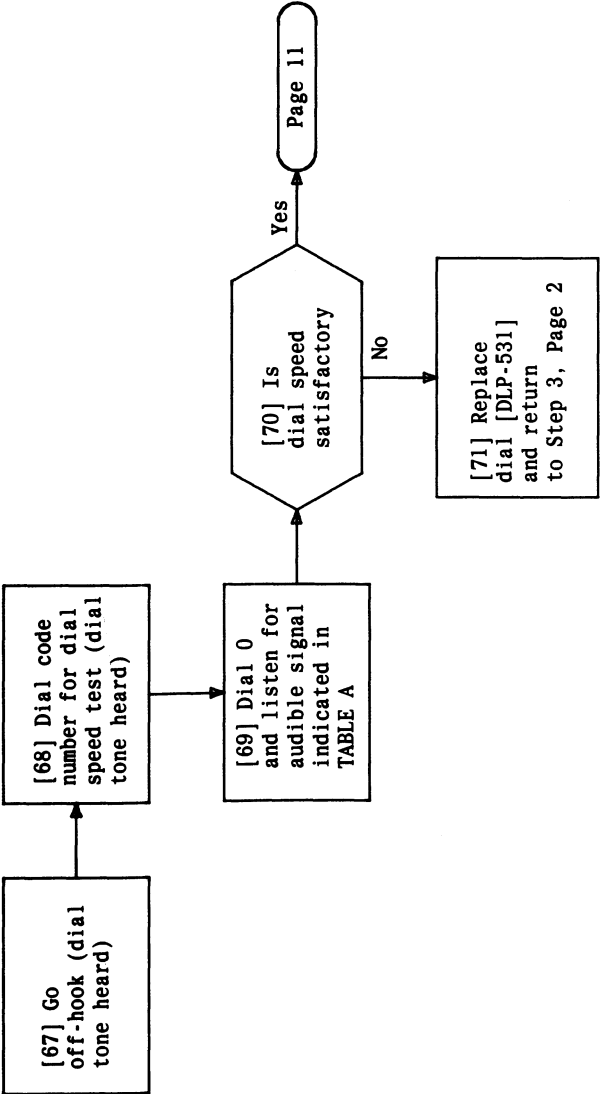 [67] Go
off-hook (dial
tone heard)
[68] Dial code
number for dial
speed test (dial
tone heard)
[69] Dial 0
and listen for
audible signal
indicated in
TABLE A
[70] Is
dial speed
satisfactory
Yes
Page 11
No
[71] Replace
dial [DLP-531]
and return
to Step 3, Page 2